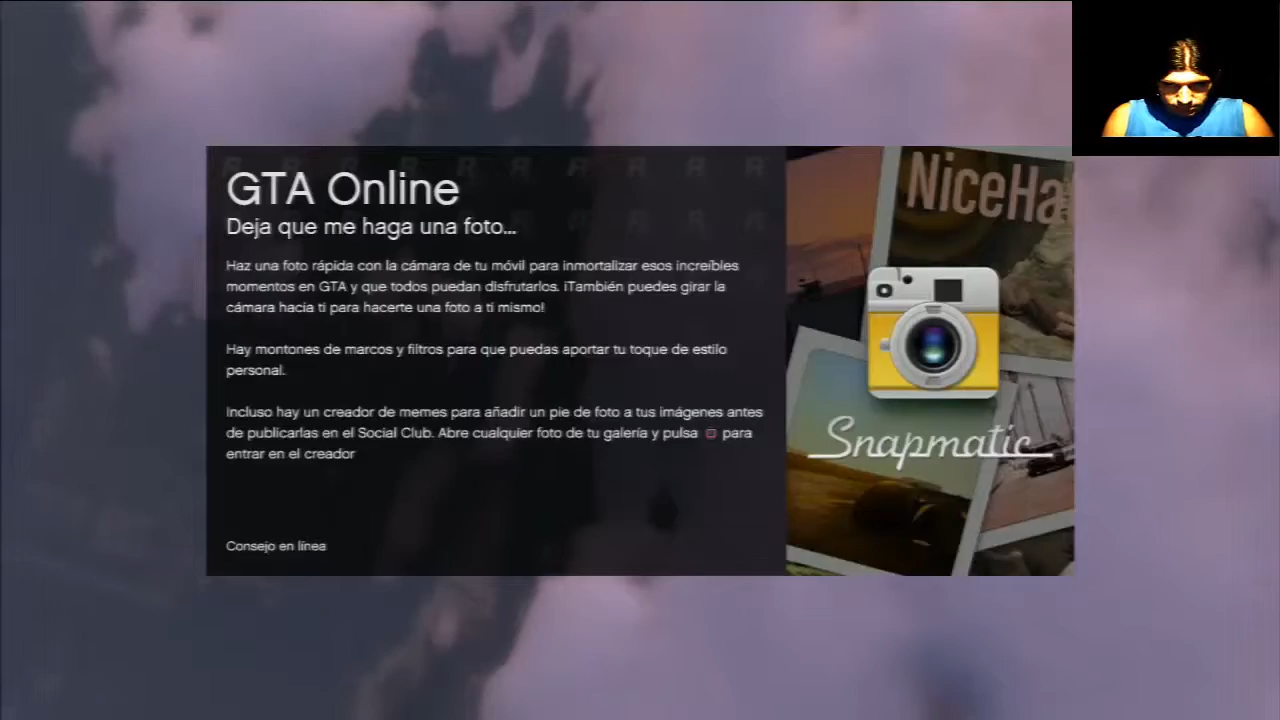 GTA Online
Deja que me haga una foto...
Haz una foto rápida con la cámara de tu móvil para inmortalizar esos increíbles
momentos en GTA y que todos puedan disfrutarlos. ¡También puedes girar la
cámara hacia ti para hacerte una foto a ti mismo!
Hay montones de marcos y filtros para que puedas aportar tu toque de estilo
personal.
Incluso hay un creador de memes para añadir un pie de foto a tus imágenes antes
de publicarlas en el Social Club. Abre cualquier foto de tu galería y pulsa para
entrar en el creador
Consejo en línea
NiceHa
Snapmatic